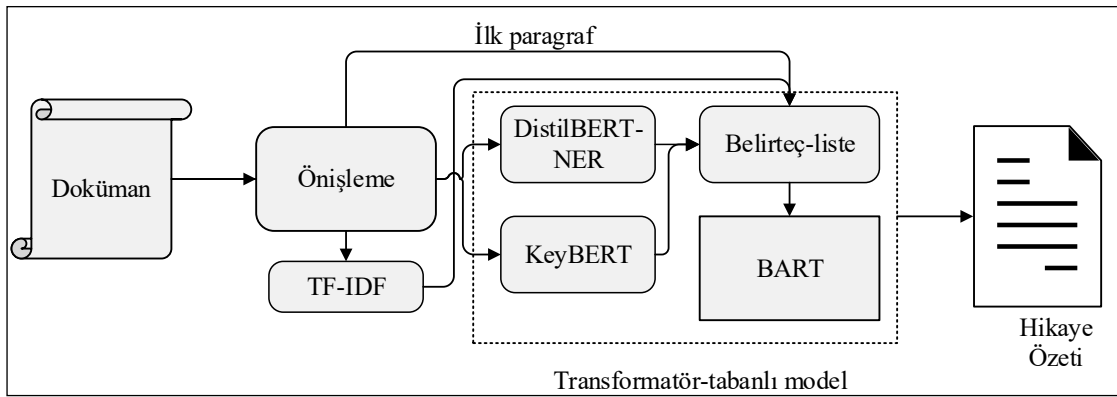 İlk paragraf
Doküman
Önişleme
TF-IDF
DistilBERT-
NER
KeyBERT
Belirteç-liste
BART
Hikaye
Özeti
Transformatör-tabanlı model